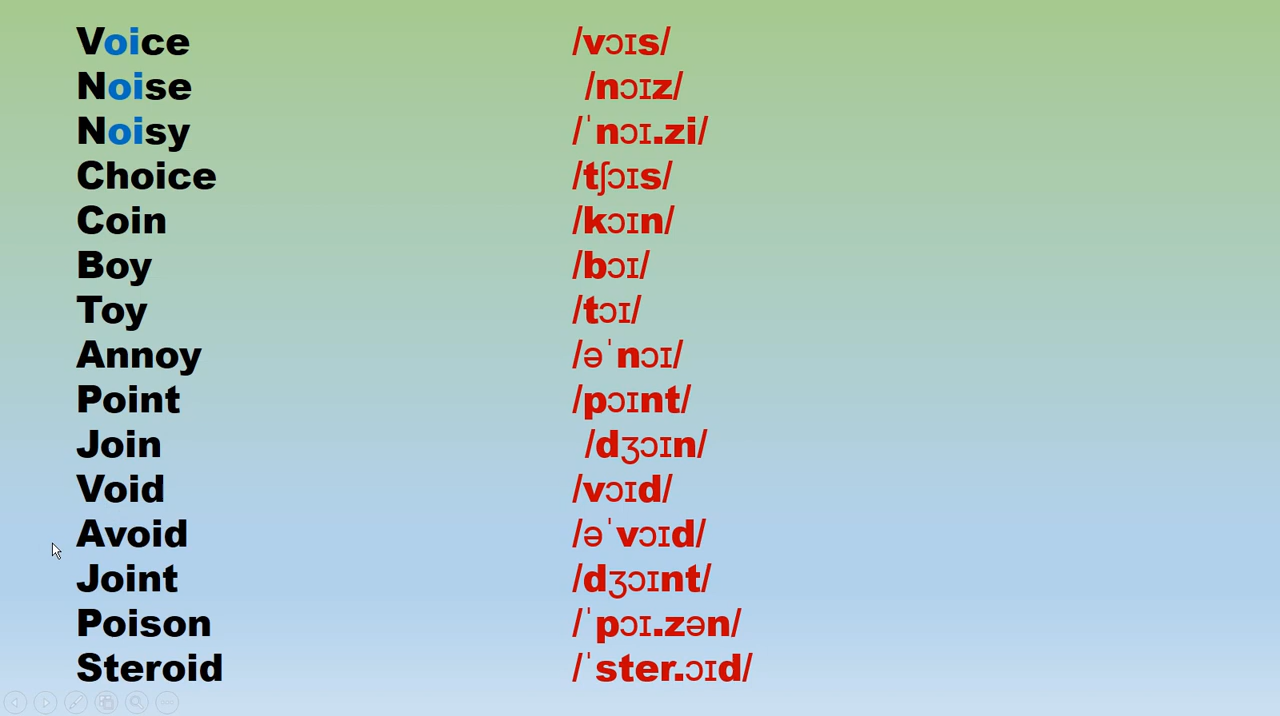 Voice /vɔɪs/
Noise /nɔɪz/
Noisy /ˈnɔɪ.zi/
Choice /tʃɔɪs/
Coin /kɔɪn/
Boy /bɔɪ/
Toy /tɔɪ/
Annoy /əˈnɔɪ/
Point /pɔɪnt/
Join /dʒɔɪn/
Void /vɔɪd/
Avoid /əˈvɔɪd/
Joint /dʒɔɪnt/
Poison /ˈpɔɪ.zən/
Steroid /ˈster.ɔɪd/